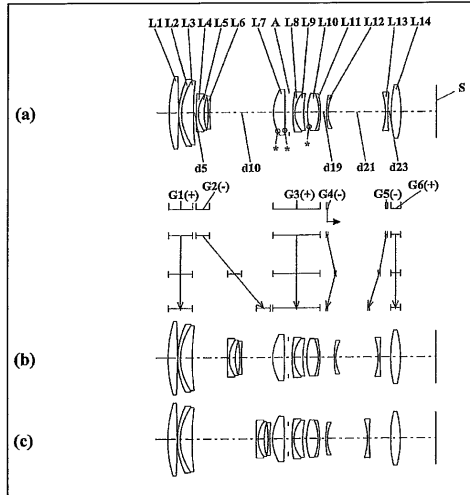 L1 L2 L3 L4 L5 L6 L7 A L8 L9 L10 L11 L12 L13 L14
S
(a)
* * *
d5 d10 d19 d21 d23
G1(+) G2(-) G3(+) G4(-) G5(-) G6(+)
(b)
(c)